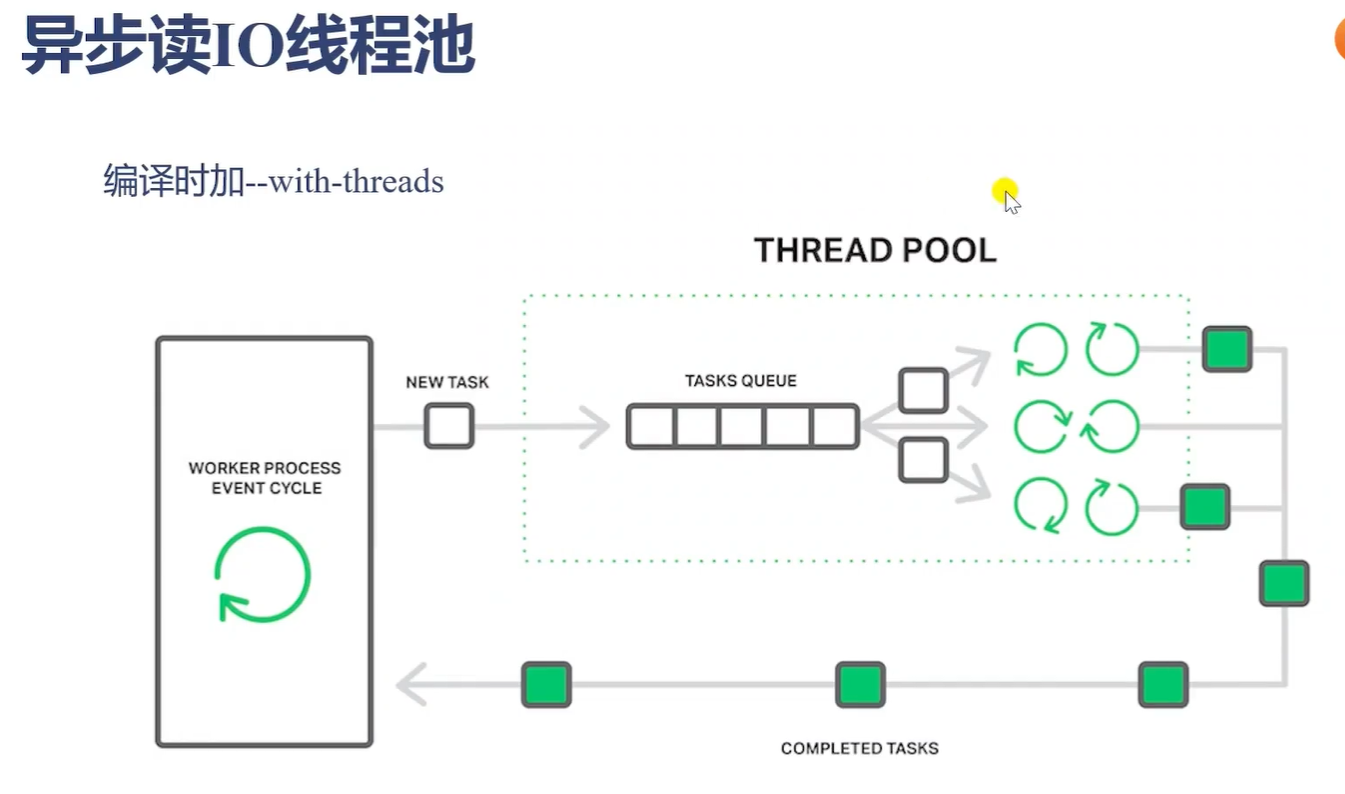 异步读IO线程池
编译时加--with-threads
THREAD POOL
NEW TASK
TASKS QUEUE
WORKER PROCESS
EVENT CYCLE
COMPLETED TASKS